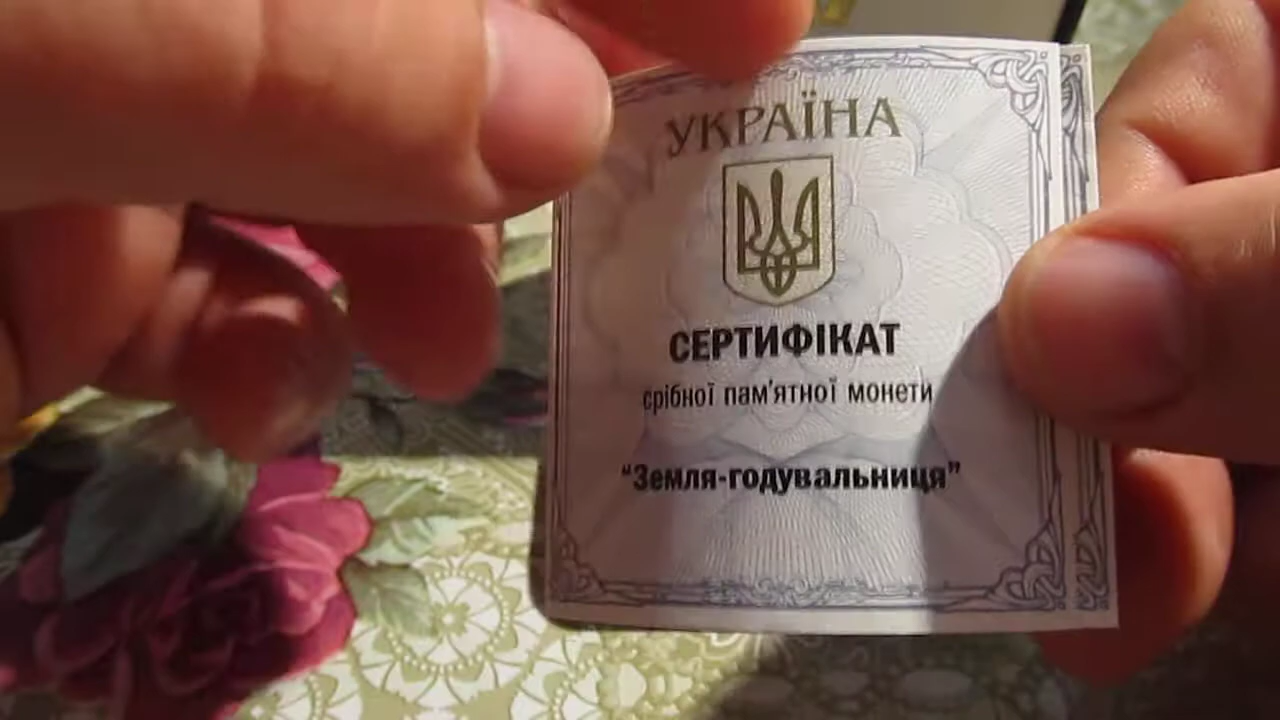 УКРАЇНА
СЕРТИФІКАТ
срібної пам'ятної монети
“Земля-годувальниця”